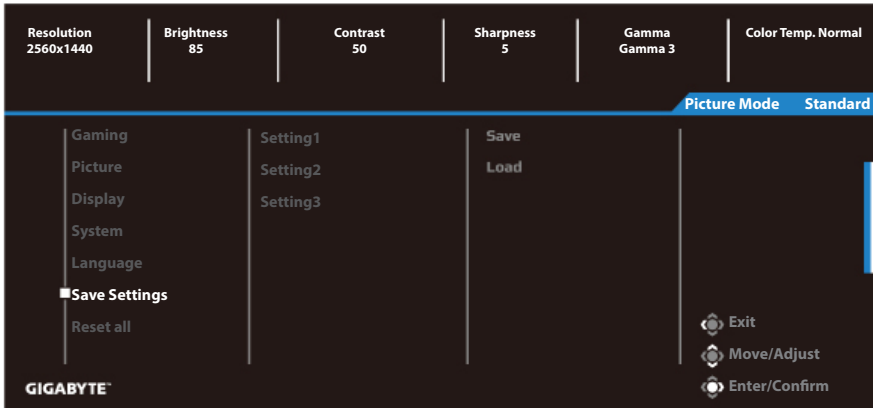 Resolution
2560x1440
Brightness
85
Contrast
50
Sharpness
5
Gamma
Gamma 3
Color Temp. Normal
Picture Mode Standard
Gaming
Picture
Display
System
Language
Save Settings
Reset all
Setting1
Setting2
Setting3
Save
Load
Exit
Move/Adjust
Enter/Confirm
GIGABYTE™